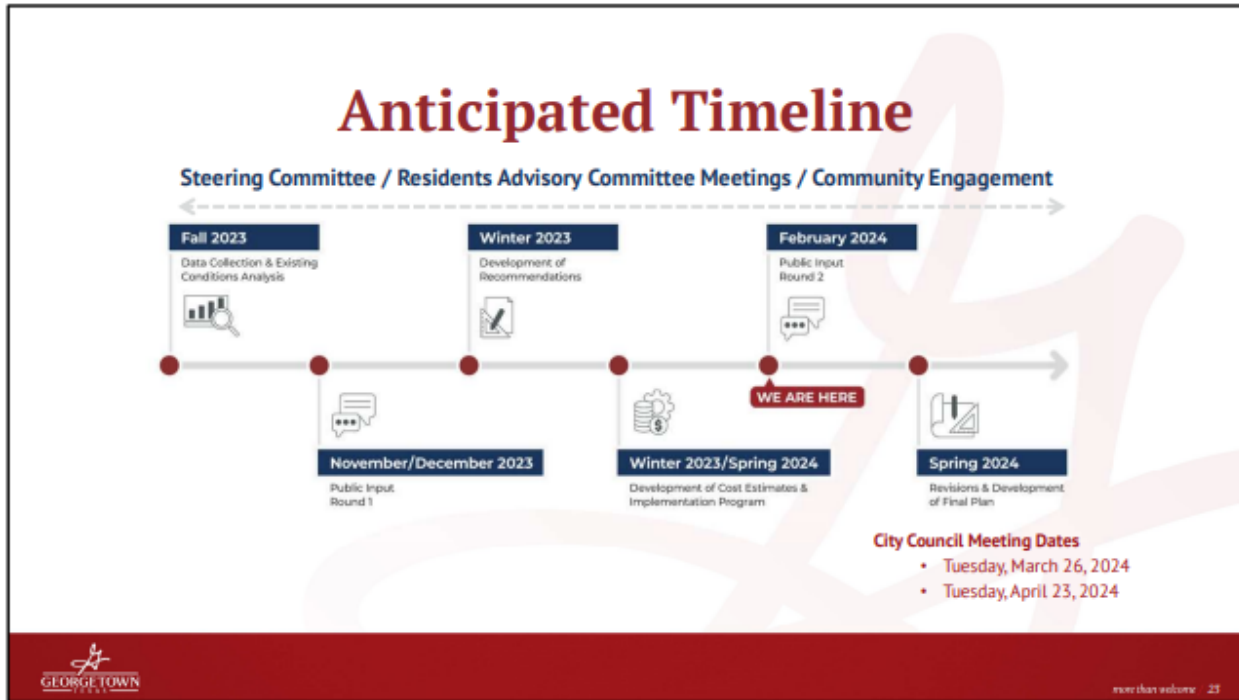 Anticipated Timeline
Steering Committee / Residents Advisory Committee Meetings / Community Engagement
Fall 2023
Data Collection & Existing
Conditions Analysis
Winter 2023
Development of
Recommendations
February 2024
Public Input
Round 2
WE ARE HERE
$
November/December 2023
Public Input
Round 1
Winter 2023/Spring 2024
Development of Cost Estimates &
Implementation Program
Spring 2024
Revisions & Development
of Final Plan
City Council Meeting Dates
• Tuesday, March 26, 2024
• Tuesday, April 23, 2024
G
GEORGETOWN
TEXAS
more than welcome 23